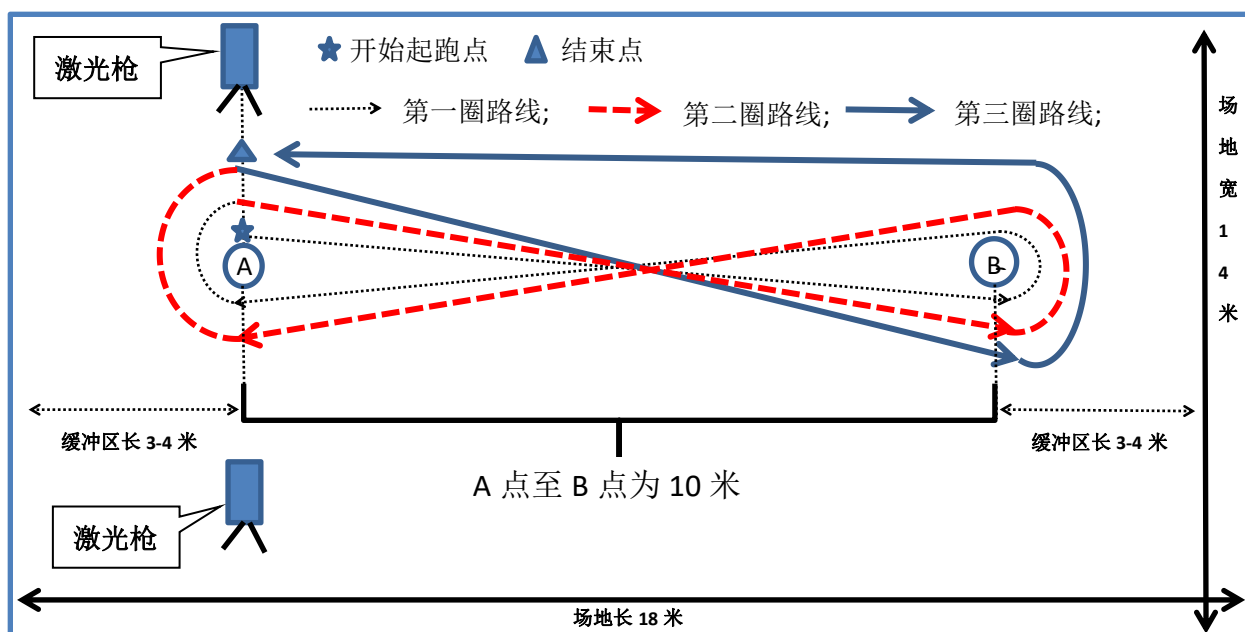 激光枪
开始起跑点
结束点
第一圈路线;
第二圈路线;
第三圈路线;
场地宽14米
A
B
缓冲区长 3-4 米
缓冲区长 3-4 米
A 点至 B 点为 10 米
激光枪
场地长 18 米